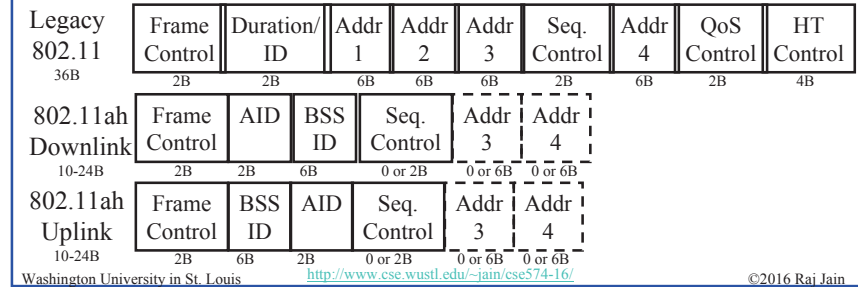 Legacy Frame Duration/ Addr Addr Addr Seq. Addr QoS HT
802.11 Control ID 1 2 3 Control 4 Control Control
36B 2B 2B 6B 6B 6B 2B 6B 2B 4B
802.11ah Frame AID BSS Seq. Addr Addr
Downlink Control ID Control 3 4
10-24B 2B 2B 6B 0 or 2B 0 or 6B 0 or 6B
802.11ah Frame BSS AID Seq. Addr Addr
Uplink Control ID Control 3 4
10-24B 2B 6B 2B 0 or 2B 0 or 6B 0 or 6B
Washington University in St. Louis http://www.cse.wustl.edu/~jain/cse574-16/ ©2016 Raj Jain